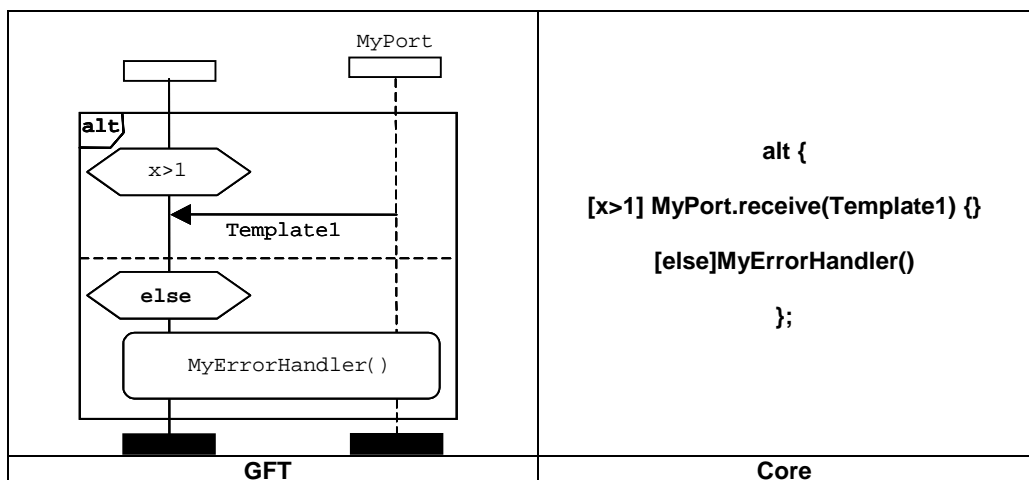 MyPort
alt
x>1
Template1
else
MyErrorHandler()
GFT
alt {
[x>1] MyPort.receive(Template1) {}
[else]MyErrorHandler()
};
Core